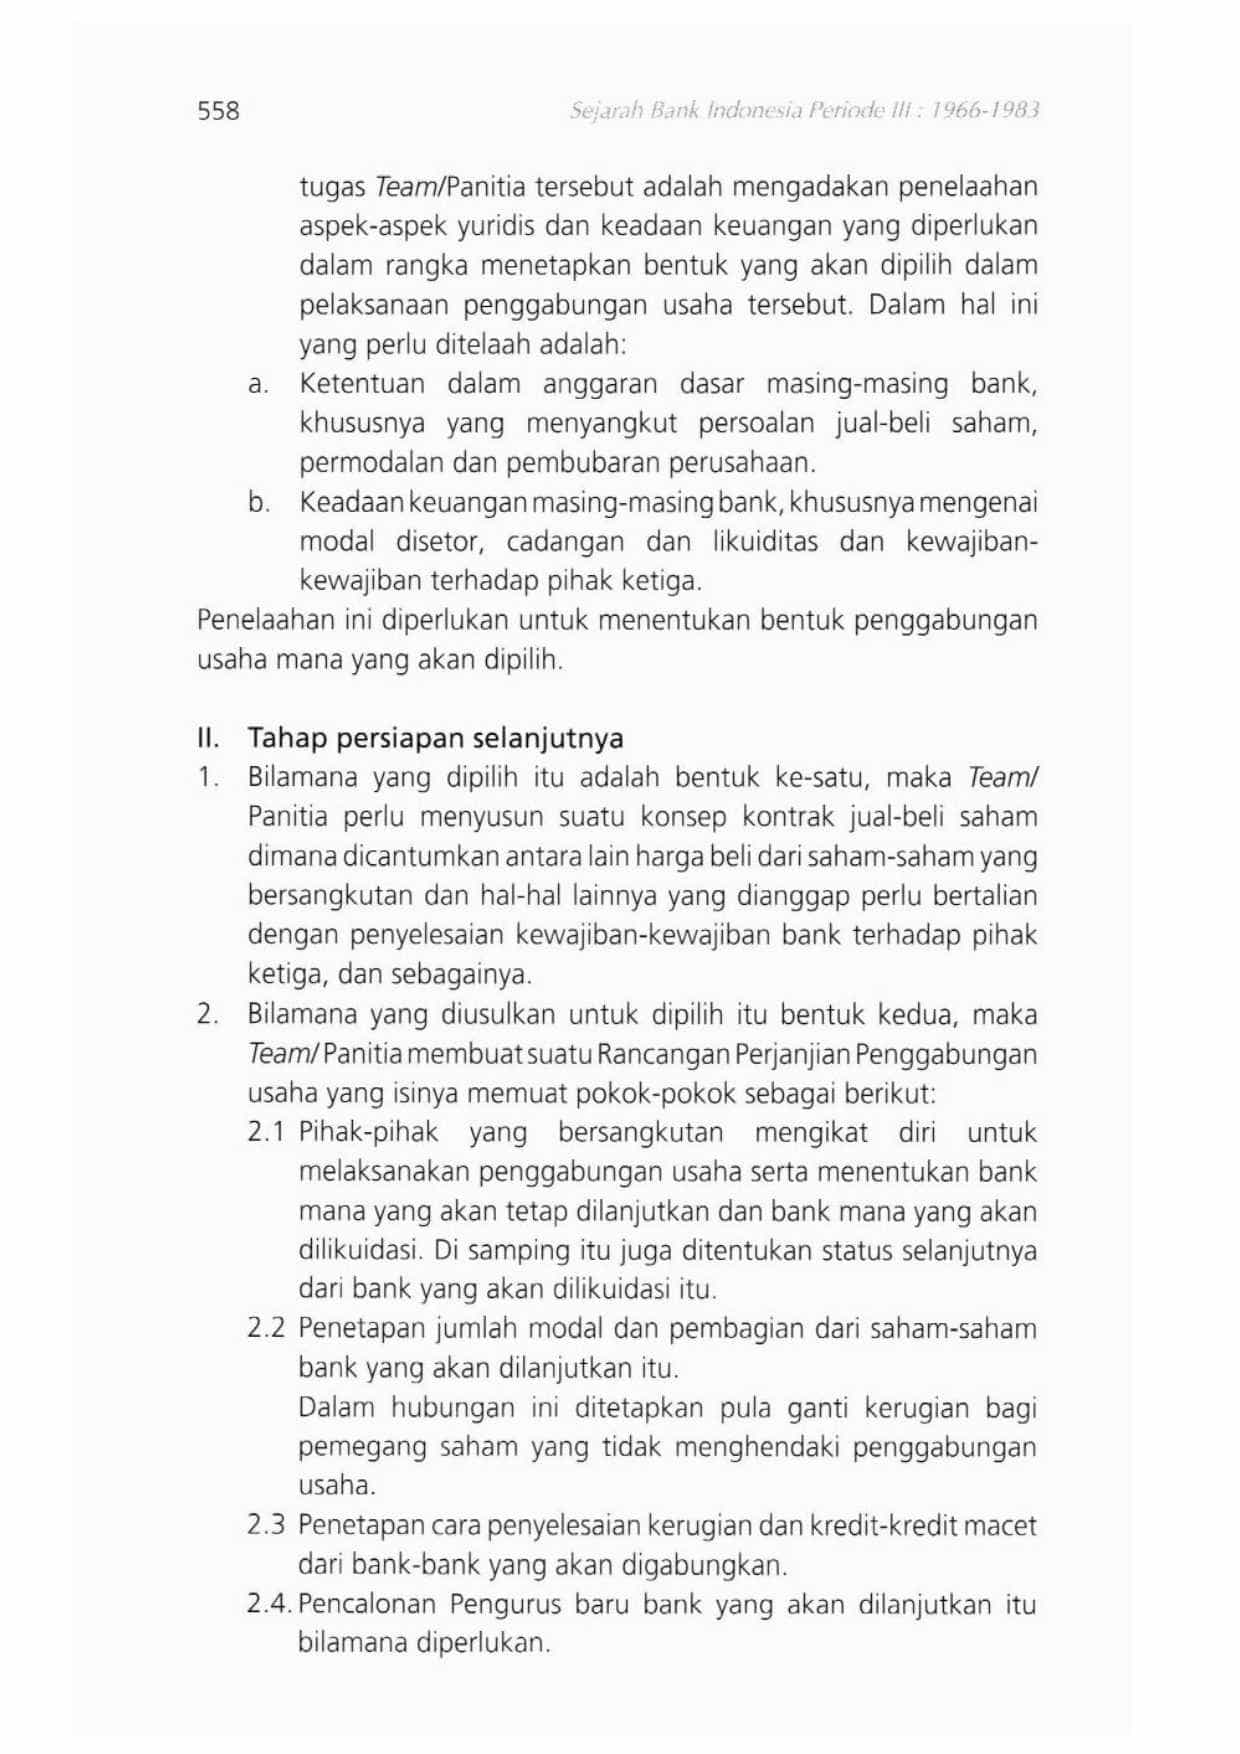 558
Sejarah Bank Indonesia Periode III : 1966-1983
tugas Team/Panitia tersebut adalah mengadakan penelaahan
aspek-aspek yuridis dan keadaan keuangan yang diperlukan
dalam rangka menetapkan bentuk yang akan dipilih dalam
pelaksanaan penggabungan usaha tersebut. Dalam hal ini
yang perlu ditelaah adalah:
a. Ketentuan dalam anggaran dasar masing-masing bank,
khususnya yang menyangkut persoalan jual-beli saham,
permodalan dan pembubaran perusahaan.
b. Keadaan keuangan masing-masing bank, khususnya mengenai
modal disetor, cadangan dan likuiditas dan kewajiban-
kewajiban terhadap pihak ketiga.
Penelaahan ini diperlukan untuk menentukan bentuk penggabungan
usaha mana yang akan dipilih.
II. Tahap persiapan selanjutnya
1. Bilamana yang dipilih itu adalah bentuk ke-satu, maka Team/
Panitia perlu menyusun suatu konsep kontrak jual-beli saham
dimana dicantumkan antara lain harga beli dari saham-saham yang
bersangkutan dan hal-hal lainnya yang dianggap perlu bertalian
dengan penyelesaian kewajiban-kewajiban bank terhadap pihak
ketiga, dan sebagainya.
2. Bilamana yang diusulkan untuk dipilih itu bentuk kedua, maka
Team/ Panitia membuat suatu Rancangan Perjanjian Penggabungan
usaha yang isinya memuat pokok-pokok sebagai berikut:
2.1 Pihak-pihak yang bersangkutan mengikat diri untuk
melaksanakan penggabungan usaha serta menentukan bank
mana yang akan tetap dilanjutkan dan bank mana yang akan
dilikuidasi. Di samping itu juga ditentukan status selanjutnya
dari bank yang akan dilikuidasi itu.
2.2 Penetapan jumlah modal dan pembagian dari saham-saham
bank yang akan dilanjutkan itu.
Dalam hubungan ini ditetapkan pula ganti kerugian bagi
pemegang saham yang tidak menghendaki penggabungan
usaha.
2.3 Penetapan cara penyelesaian kerugian dan kredit-kredit macet
dari bank-bank yang akan digabungkan.
2.4. Pencalonan Pengurus baru bank yang akan dilanjutkan itu
bilamana diperlukan.